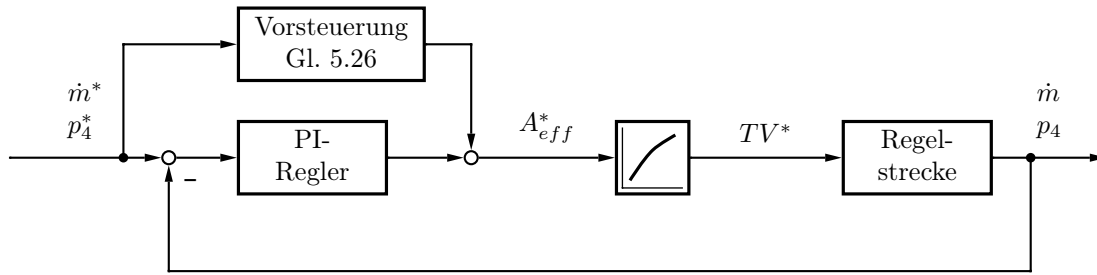 Vorsteuerung
Gl. 5.26
ṁ*
p₄*
PI-
Regler
–
A*_{eff}
TV*
Regel-
strecke
ṁ
p₄